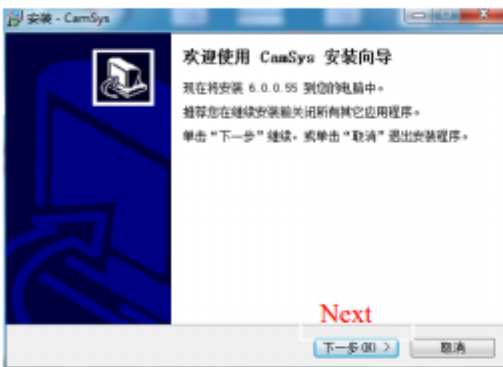 安装 - CamSys
欢迎使用 CamSys 安装向导
现在将安装 6.0.0.55 到您的电脑中。
推荐您在继续安装前关闭所有其它应用程序。
单击“下一步”继续，或单击“取消”退出安装程序。
Next
下一步(N) >
取消